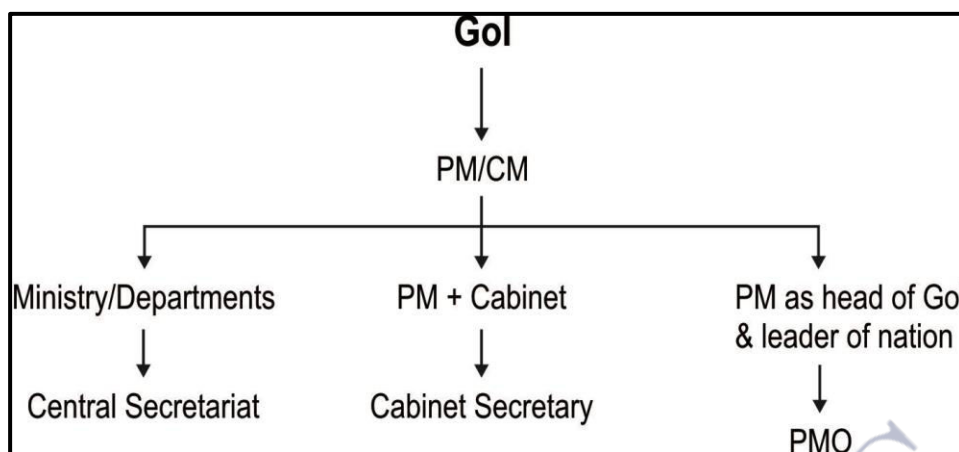 GoI
PM/CM
Ministry/Departments
PM + Cabinet
PM as head of Go
& leader of nation
Central Secretariat
Cabinet Secretary
PMO